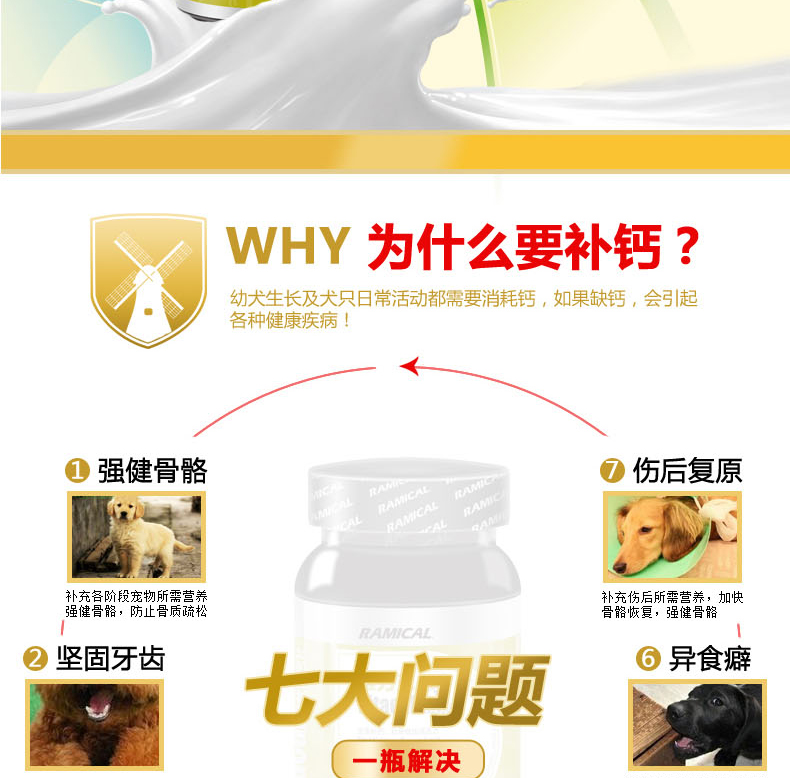 WHY 为什么要补钙？
幼犬生长及犬只日常活动都需要消耗钙，如果缺钙，会引起
各种健康疾病！
1 强健骨骼
补充各阶段宠物所需营养
强健骨骼，防止骨质疏松
7 伤后复原
补充伤后所需营养，加快
骨骼恢复，强健骨骼
RAMICAL
RAMICAL
RAMICAL
RAMICAL
2 坚固牙齿
6 异食癖
七大问题
一瓶解决